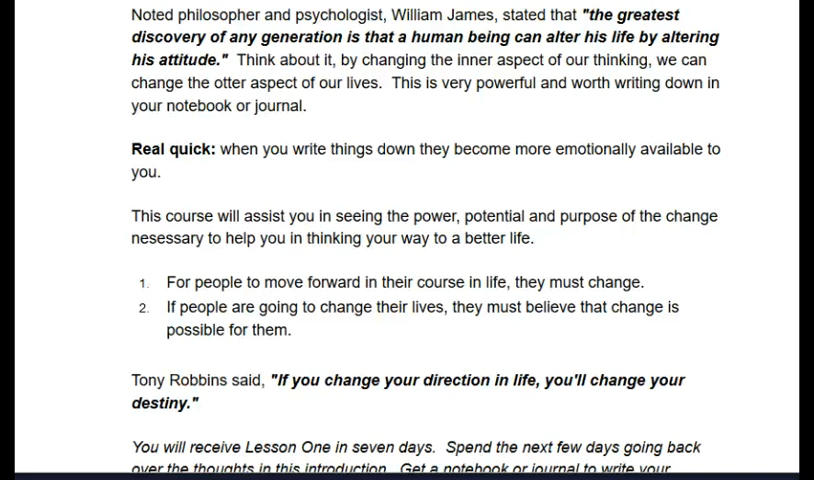 Noted philosopher and psychologist, William James, stated that "the greatest
discovery of any generation is that a human being can alter his life by altering
his attitude." Think about it, by changing the inner aspect of our thinking, we can
change the otter aspect of our lives. This is very powerful and worth writing down in
your notebook or journal.
Real quick: when you write things down they become more emotionally available to
you.
This course will assist you in seeing the power, potential and purpose of the change
nesessary to help you in thinking your way to a better life.
1. For people to move forward in their course in life, they must change.
2. If people are going to change their lives, they must believe that change is
possible for them.
Tony Robbins said, "If you change your direction in life, you'll change your
destiny."
You will receive Lesson One in seven days. Spend the next few days going back
over the thoughts in this introduction. Get a notebook or journal to write your